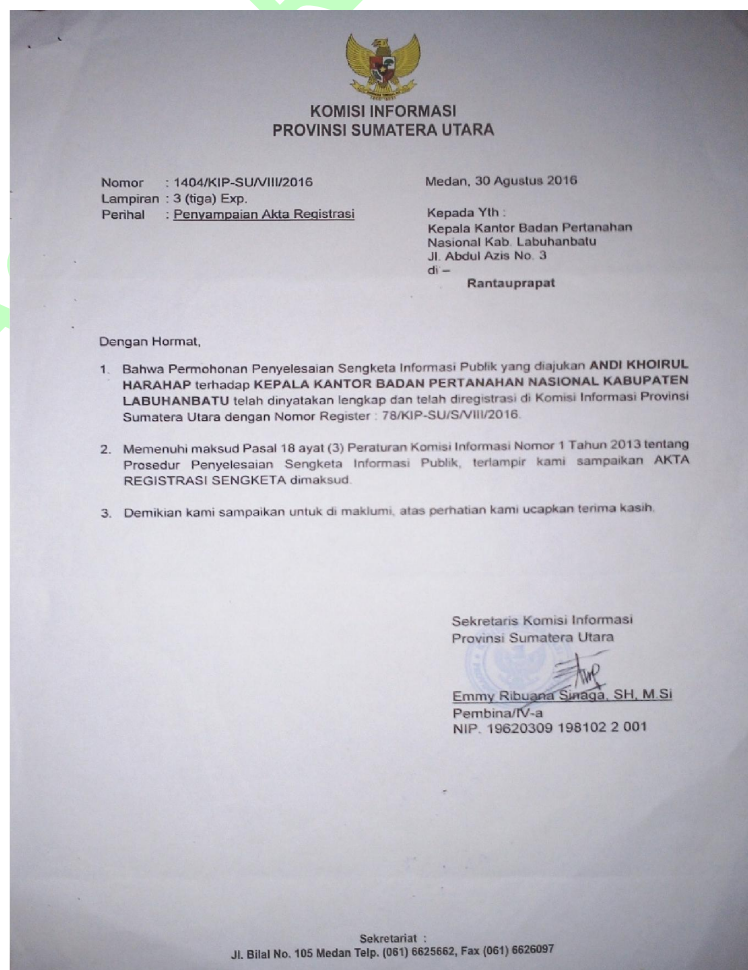 KOMISI INFORMASI
PROVINSI SUMATERA UTARA
Nomor : 1404/KIP-SU/VIII/2016
Lampiran : 3 (tiga) Exp.
Perihal : Penyampaian Akta Registrasi
Medan, 30 Agustus 2016
Kepada Yth :
Kepala Kantor Badan Pertanahan
Nasional Kab. Labuhanbatu
Jl. Abdul Azis No. 3
di –
Rantauprapat
Dengan Hormat,
1. Bahwa Permohonan Penyelesaian Sengketa Informasi Publik yang diajukan ANDI KHOIRUL
HARAHAP terhadap KEPALA KANTOR BADAN PERTANAHAN NASIONAL KABUPATEN
LABUHANBATU telah dinyatakan lengkap dan telah diregistrasi di Komisi Informasi Provinsi
Sumatera Utara dengan Nomor Register : 78/KIP-SU/S/VIII/2016.
2. Memenuhi maksud Pasal 18 ayat (3) Peraturan Komisi Informasi Nomor 1 Tahun 2013 tentang
Prosedur Penyelesaian Sengketa Informasi Publik, terlampir kami sampaikan AKTA
REGISTRASI SENGKETA dimaksud.
3. Demikian kami sampaikan untuk di maklumi, atas perhatian kami ucapkan terima kasih.
Sekretaris Komisi Informasi
Provinsi Sumatera Utara
Emmy Ribuana Sinaga, SH, M.Si
Pembina/IV-a
NIP. 19620309 198102 2 001
Sekretariat :
Jl. Bilal No. 105 Medan Telp. (061) 6625662, Fax (061) 6626097